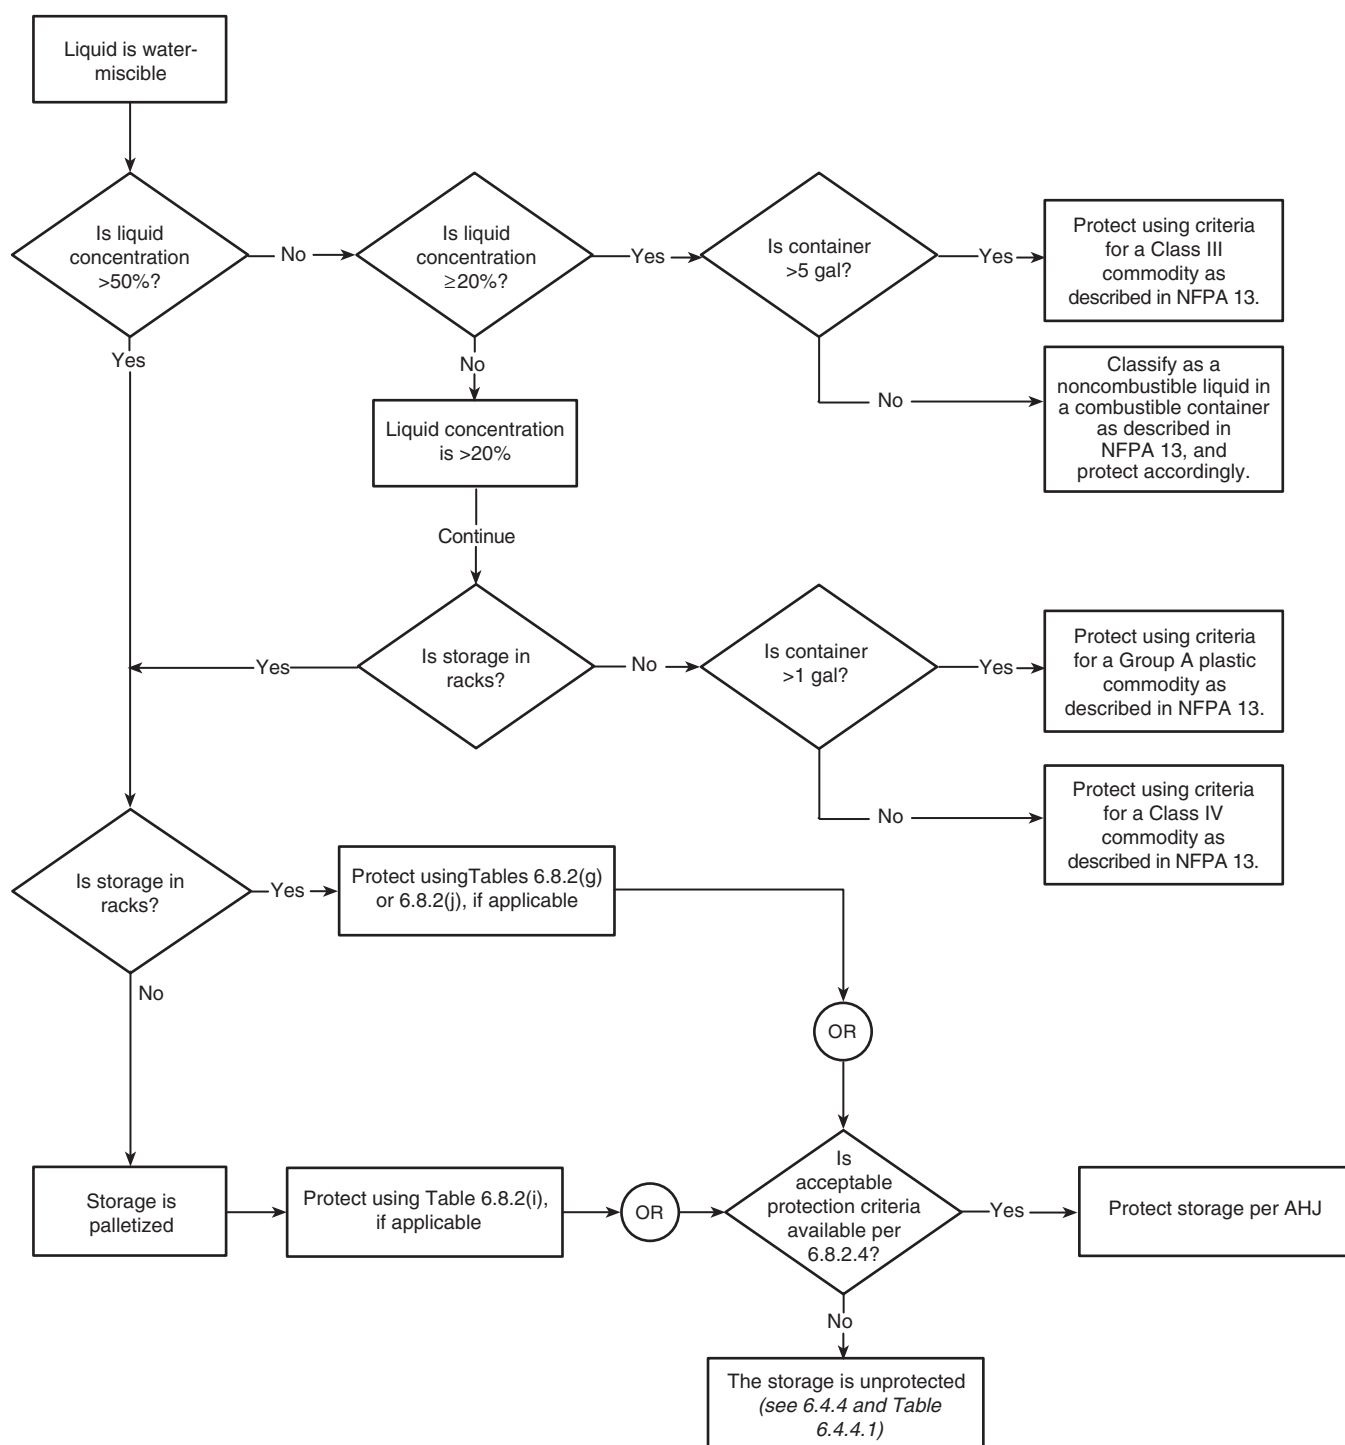 Liquid is water-
miscible
Is liquid
concentration
>50%?
No
Is liquid
concentration
≥20%?
Yes
Is container
>5 gal?
Yes
Protect using criteria
for a Class III
commodity as
described in NFPA 13.
Yes
No
No
Classify as a
noncombustible liquid in
a combustible container
as described in
NFPA 13, and
protect accordingly.
Liquid concentration
is >20%
Continue
Yes
Is storage in
racks?
No
Is container
>1 gal?
Yes
Protect using criteria
for a Group A plastic
commodity as
described in NFPA 13.
No
Protect using criteria
for a Class IV
commodity as
described in NFPA 13.
Is storage in
racks?
Yes
Protect usingTables 6.8.2(g)
or 6.8.2(j), if applicable
No
OR
Storage is
palletized
Protect using Table 6.8.2(i),
if applicable
OR
Is
acceptable
protection criteria
available per
6.8.2.4?
Yes
Protect storage per AHJ
No
The storage is unprotected
(see 6.4.4 and Table
6.4.4.1)